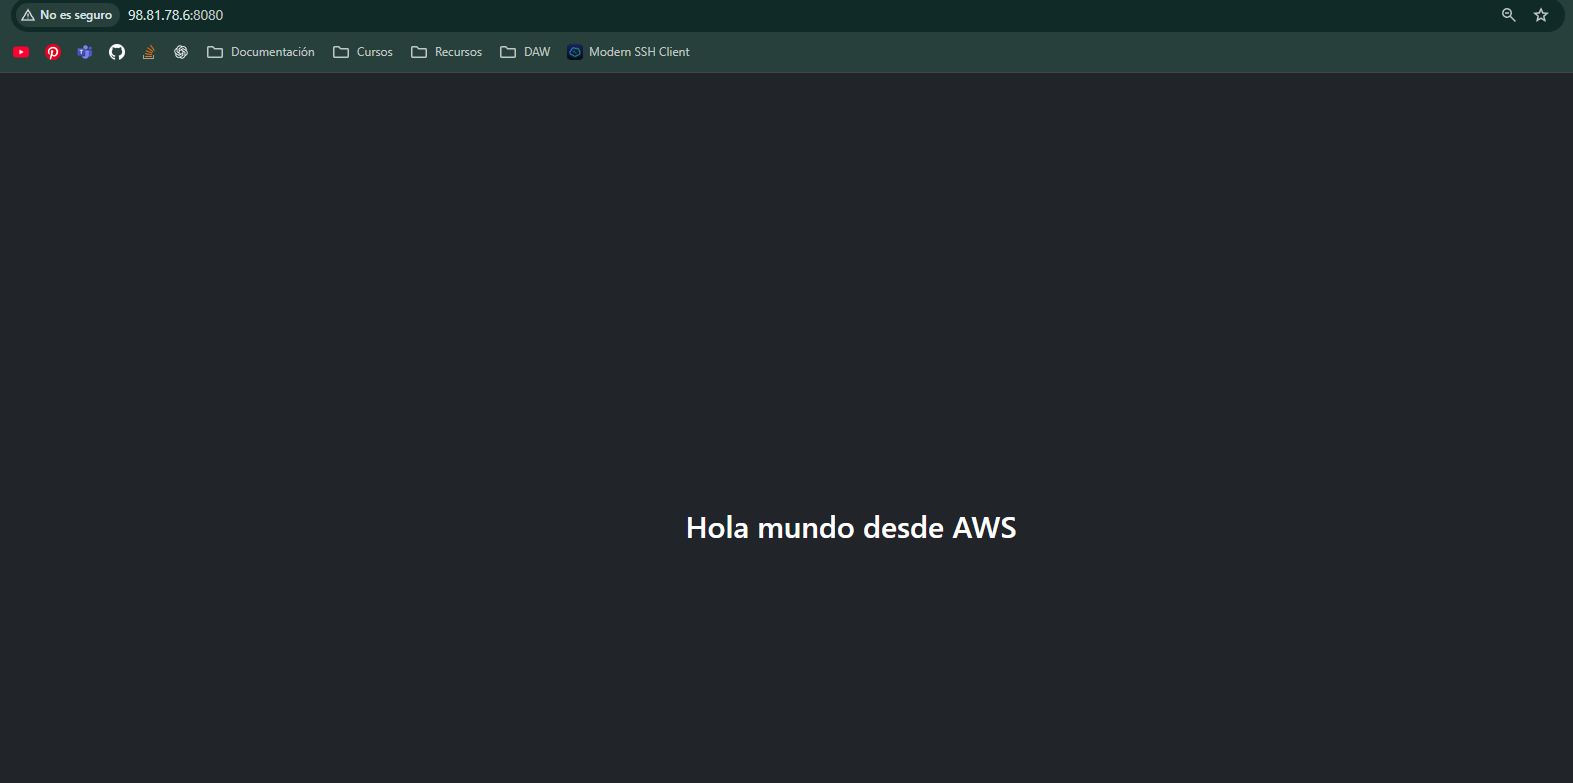 No es seguro 98.81.78.6:8080
Documentación Cursos Recursos DAW Modern SSH Client
Hola mundo desde AWS